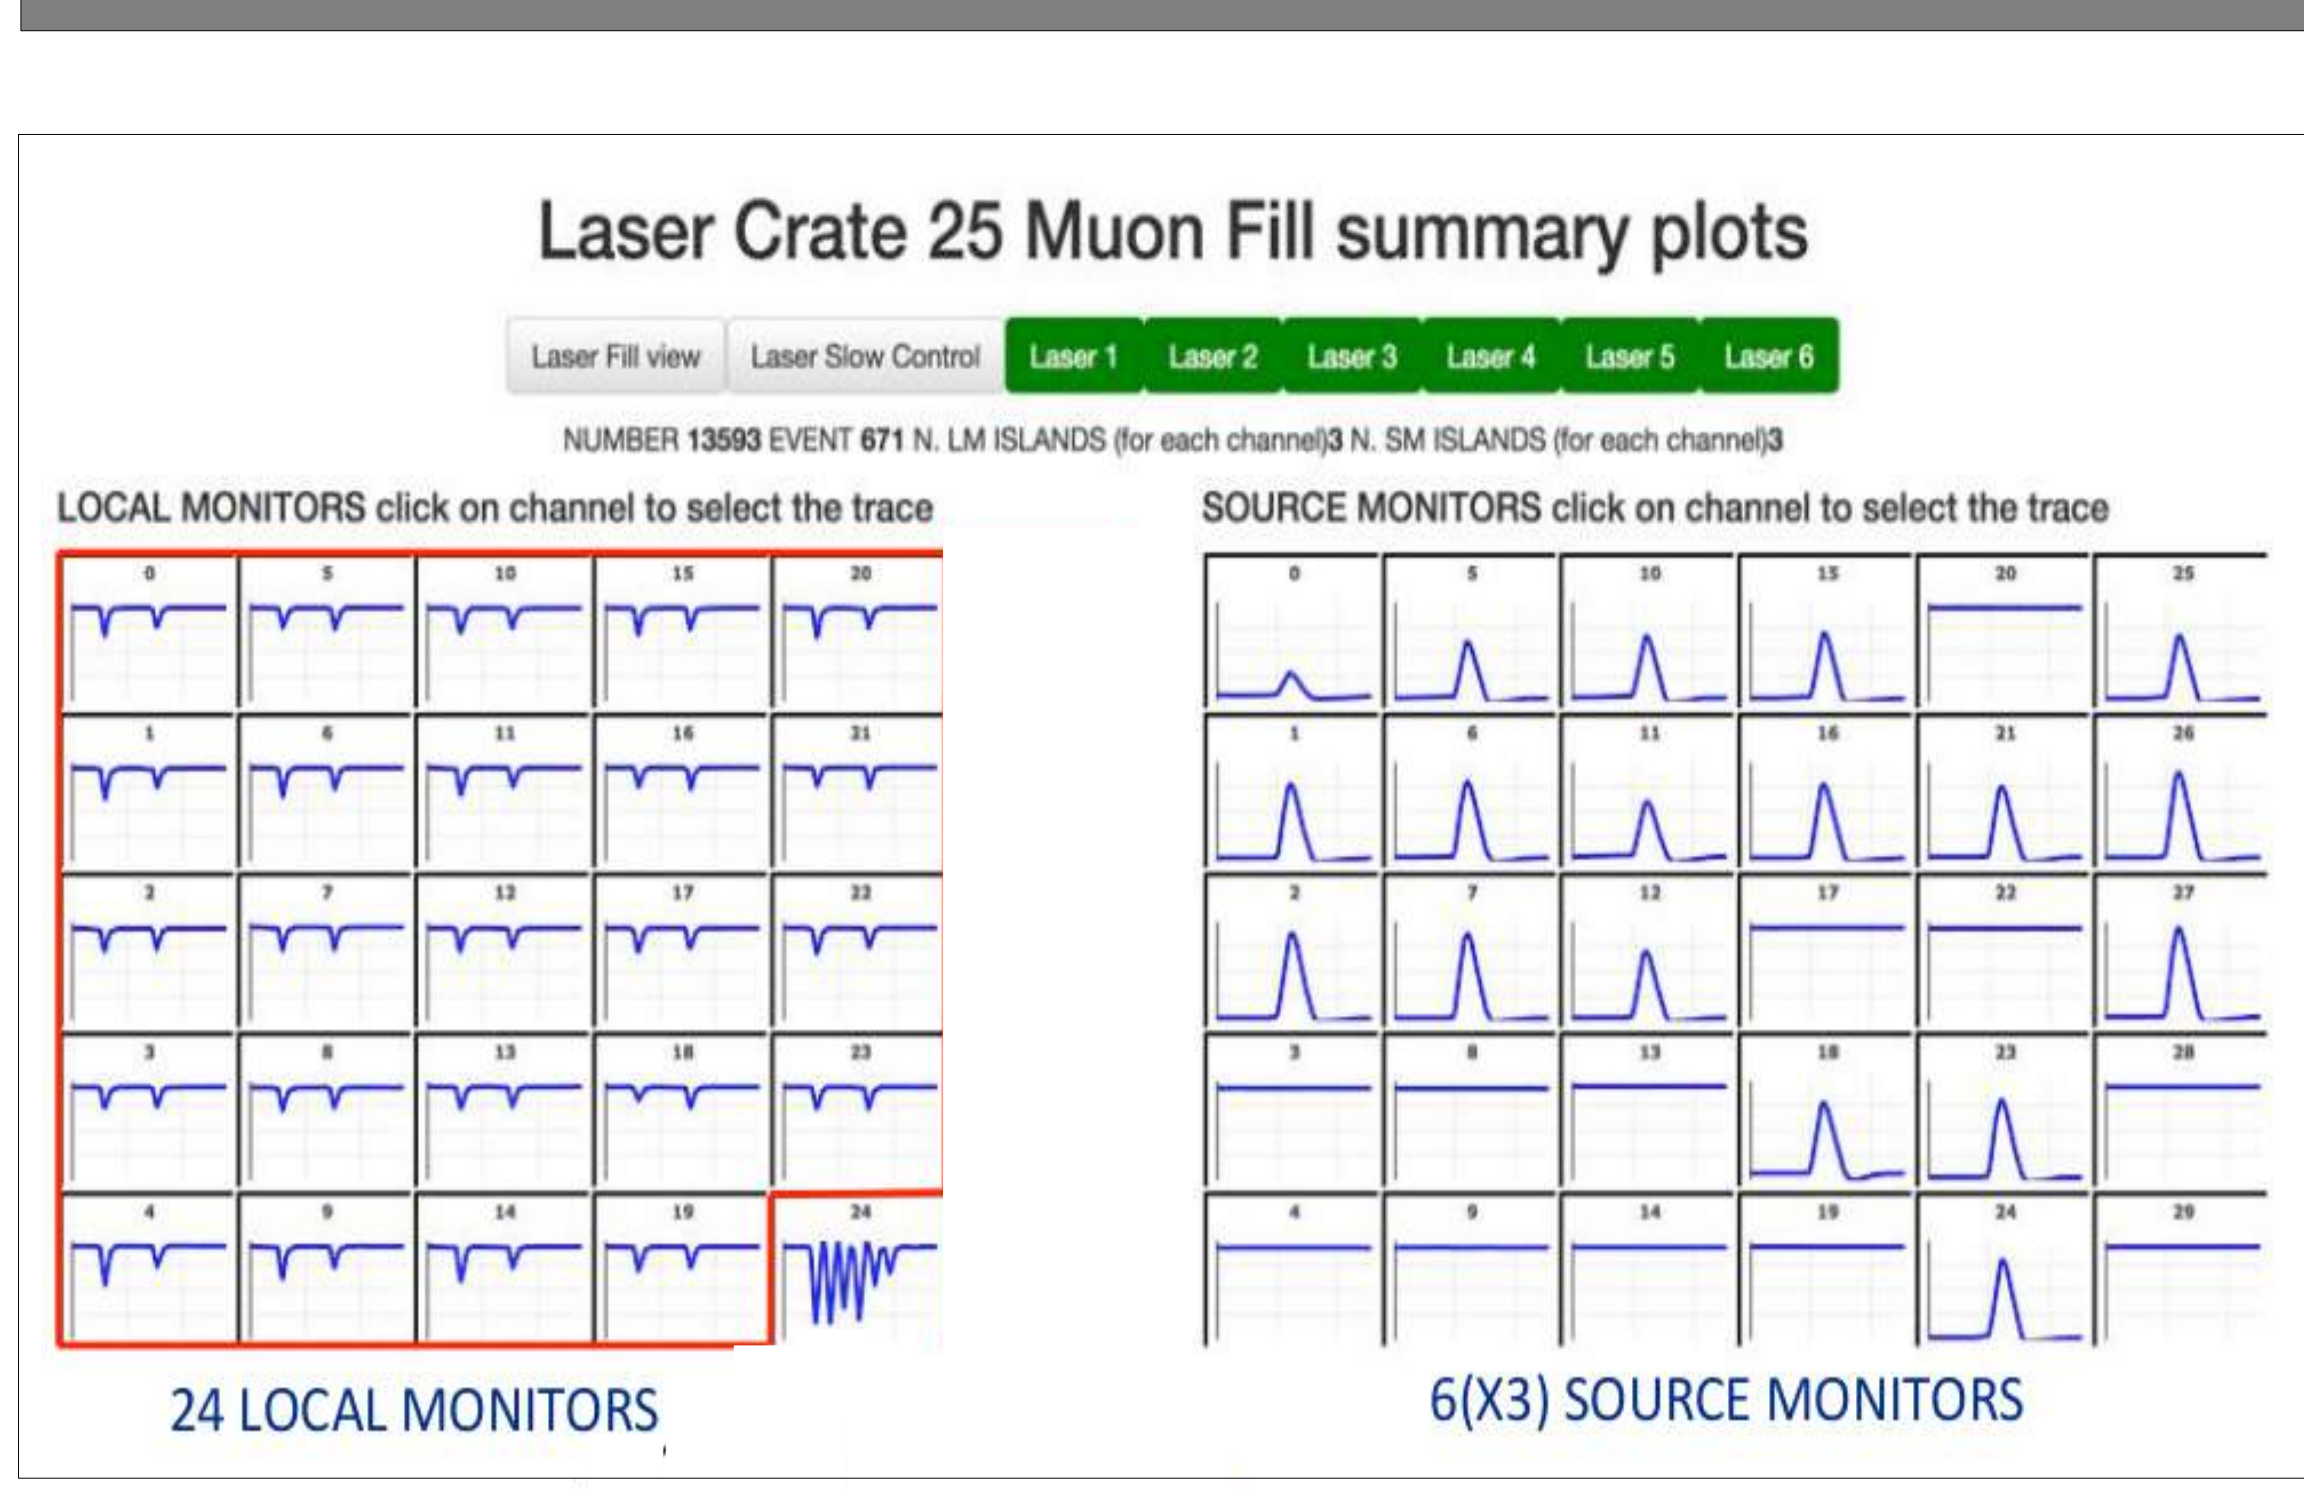 Laser Crate 25 Muon Fill summary plots
Laser Fill view Laser Slow Control Laser 1 Laser 2 Laser 3 Laser 4 Laser 5 Laser 6
NUMBER 13593 EVENT 671 N. LM ISLANDS (for each channel)3 N. SM ISLANDS (for each channel)3
LOCAL MONITORS click on channel to select the trace
0 5 10 15 20
1 6 11 16 21
2 7 12 17 22
3 8 13 18 23
4 9 14 19 24
24 LOCAL MONITORS
SOURCE MONITORS click on channel to select the trace
0 5 10 15 20 25
1 6 11 16 21 26
2 7 12 17 22 27
3 8 13 18 23 28
4 9 14 19 24 29
6(X3) SOURCE MONITORS